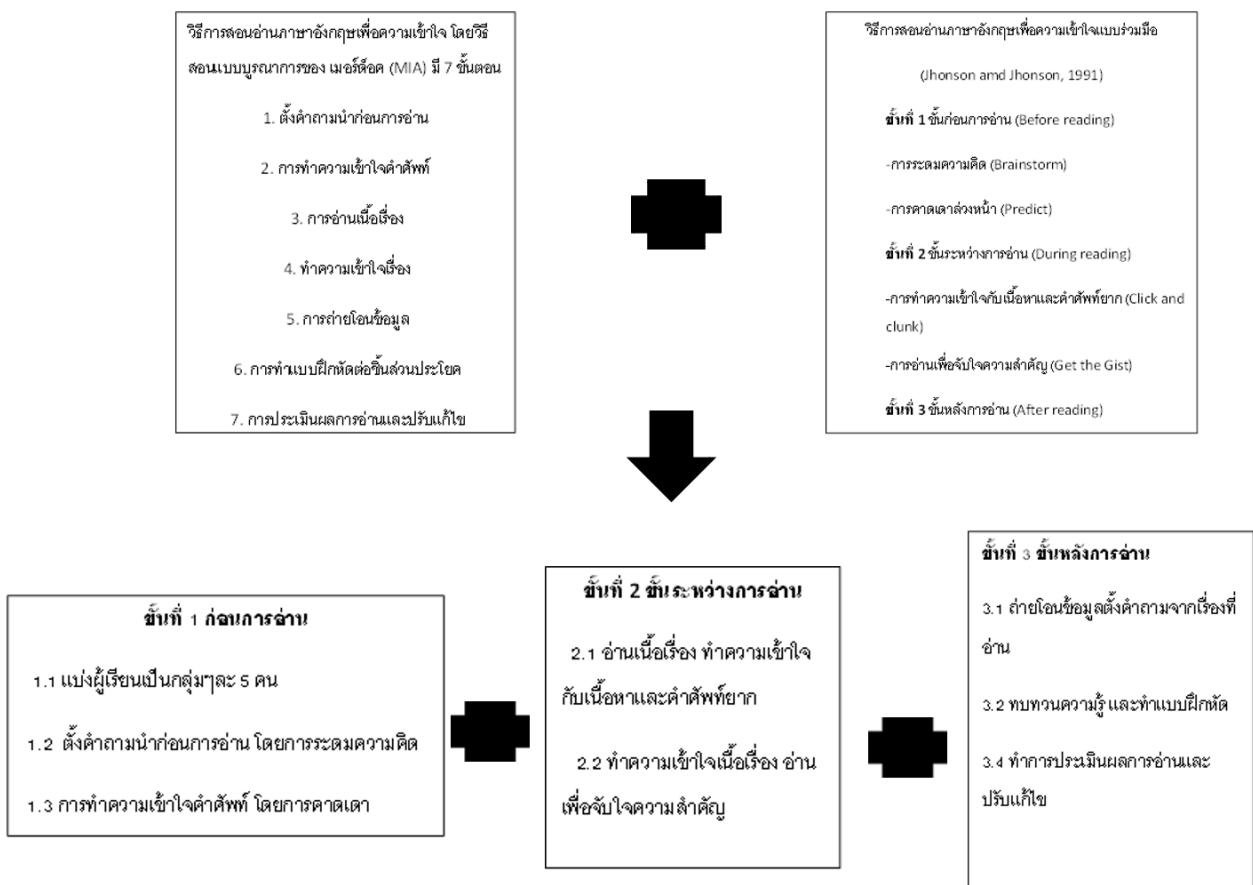 วิธีการสอนอ่านภาษาอังกฤษเพื่อความเข้าใจ โดยวิธี
สอนแบบบูรณาการของ เมอร์ด็อค (MIA) มี 7 ขั้นตอน
1. ตั้งคำถามนำก่อนการอ่าน
2. การทำความเข้าใจคำศัพท์
3. การอ่านเนื้อเรื่อง
4. ทำความเข้าใจเรื่อง
5. การถ่ายโอนข้อมูล
6. การทำแบบฝึกหัดต่อชิ้นส่วนประโยค
7. การประเมินผลการอ่านและปรับแก้ไข
วิธีการสอนอ่านภาษาอังกฤษเพื่อความเข้าใจแบบร่วมมือ
(Jhonson amd Jhonson, 1991)
ขั้นที่ 1 ขั้นก่อนการอ่าน (Before reading)
-การระดมความคิด (Brainstorm)
-การคาดเดาล่วงหน้า (Predict)
ขั้นที่ 2 ขั้นระหว่างการอ่าน (During reading)
-การทำความเข้าใจกับเนื้อหาและคำศัพท์ยาก (Click and
clunk)
-การอ่านเพื่อจับใจความสำคัญ (Get the Gist)
ขั้นที่ 3 ขั้นหลังการอ่าน (After reading)
ขั้นที่ 1 ก่อนการอ่าน
1.1 แบ่งผู้เรียนเป็นกลุ่มๆละ 5 คน
1.2 ตั้งคำถามนำก่อนการอ่าน โดยการระดมความคิด
1.3 การทำความเข้าใจคำศัพท์ โดยการคาดเดา
ขั้นที่ 2 ขั้นระหว่างการอ่าน
2.1 อ่านเนื้อเรื่อง ทำความเข้าใจ
กับเนื้อหาและคำศัพท์ยาก
2.2 ทำความเข้าใจเนื้อเรื่อง อ่าน
เพื่อจับใจความสำคัญ
ขั้นที่ 3 ขั้นหลังการอ่าน
3.1 ถ่ายโอนข้อมูลตั้งคำถามจากเรื่องที่
อ่าน
3.2 ทบทวนความรู้ และทำแบบฝึกหัด
3.4 ทำการประเมินผลการอ่านและ
ปรับแก้ไข